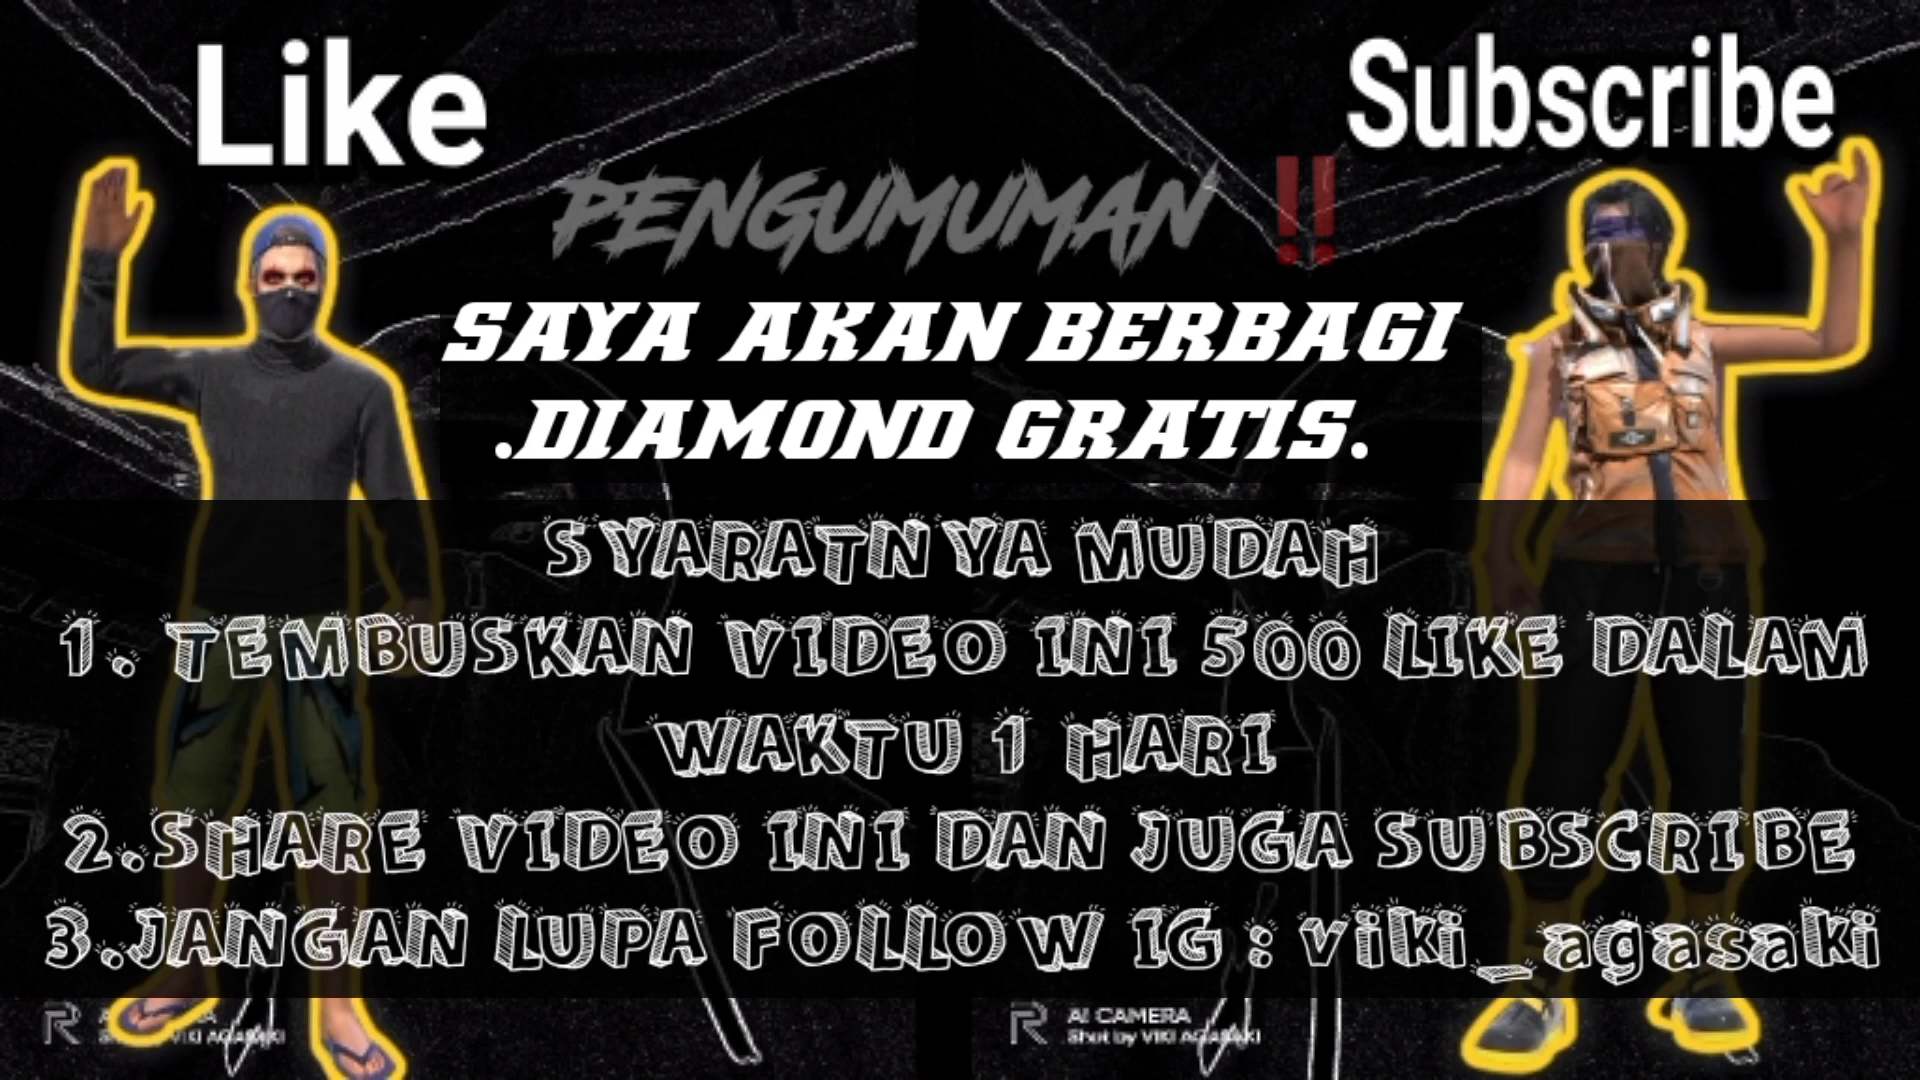 Like
Subscribe
PENGUMUMAN ‼
SAYA AKAN BERBAGI
.DIAMOND GRATIS.
SYARATNYA MUDAH
1. TEMBUSKAN VIDEO INI 500 LIKE DALAM
WAKTU 1 HARI
2.SHARE VIDEO INI DAN JUGA SUBSCRIBE
3.JANGAN LUPA FOLLOW IG : viki_agasaki
R AI CAMERA
Shot by VIKI AGASAKI